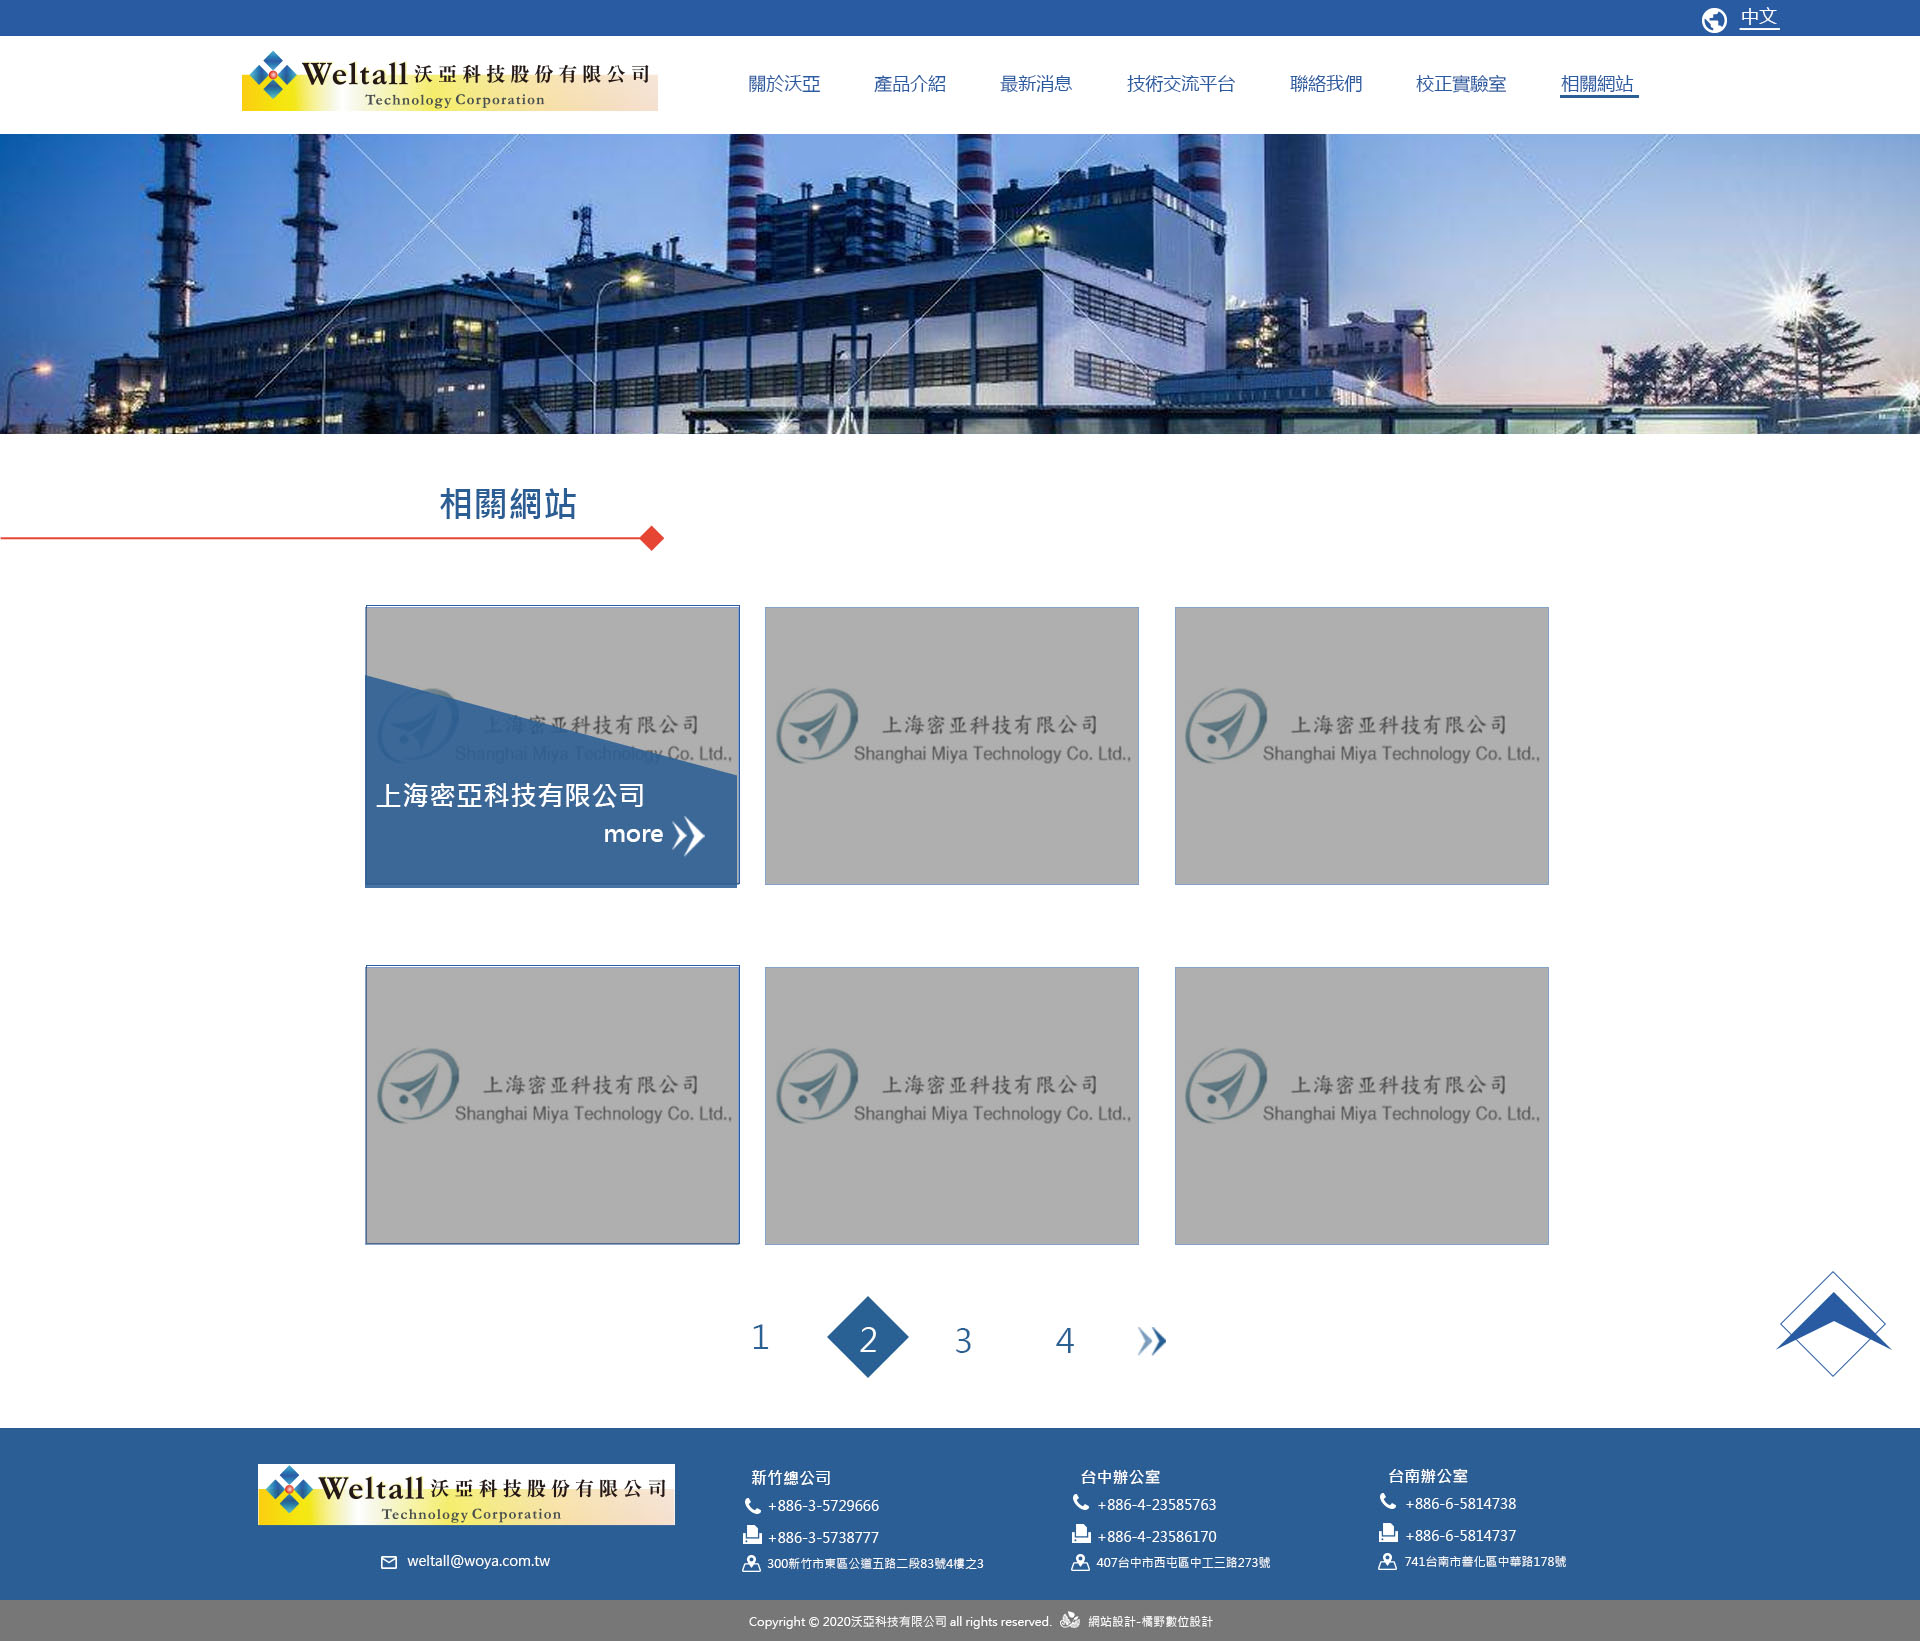 中文
Weltall 沃亞科技股份有限公司
Technology Corporation
關於沃亞 產品介紹 最新消息 技術交流平台 聯絡我們 校正實驗室 相關網站
相關網站
上海密亚科技有限公司
Shanghai Miya Technology Co. Ltd.,
上海密亞科技有限公司
more
上海密亚科技有限公司
Shanghai Miya Technology Co. Ltd.,
上海密亚科技有限公司
Shanghai Miya Technology Co. Ltd.,
上海密亚科技有限公司
Shanghai Miya Technology Co. Ltd.,
上海密亚科技有限公司
Shanghai Miya Technology Co. Ltd.,
上海密亚科技有限公司
Shanghai Miya Technology Co. Ltd.,
1 2 3 4
Weltall 沃亞科技股份有限公司
Technology Corporation
weltall@woya.com.tw
新竹總公司
+886-3-5729666
+886-3-5738777
300新竹市東區公道五路二段83號4樓之3
台中辦公室
+886-4-23585763
+886-4-23586170
407台中市西屯區中工三路273號
台南辦公室
+886-6-5814738
+886-6-5814737
741台南市善化區中華路178號
Copyright © 2020沃亞科技有限公司 all rights reserved. 網站設計-橘野數位設計